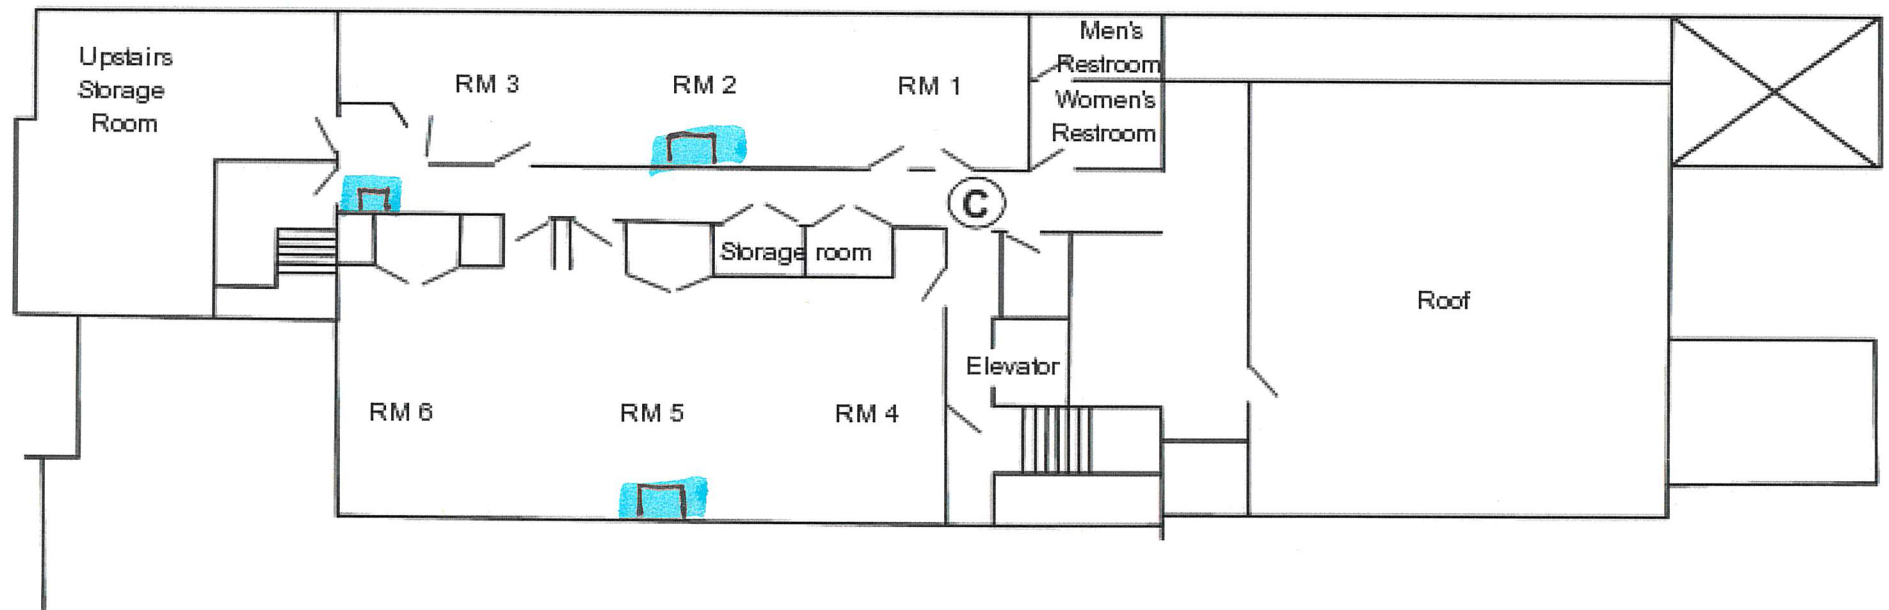 Upstairs
Storage
Room
RM 3
RM 2
RM 1
Men's
Restroom
Women's
Restroom
C
Storage room
Roof
Elevator
RM 6
RM 5
RM 4